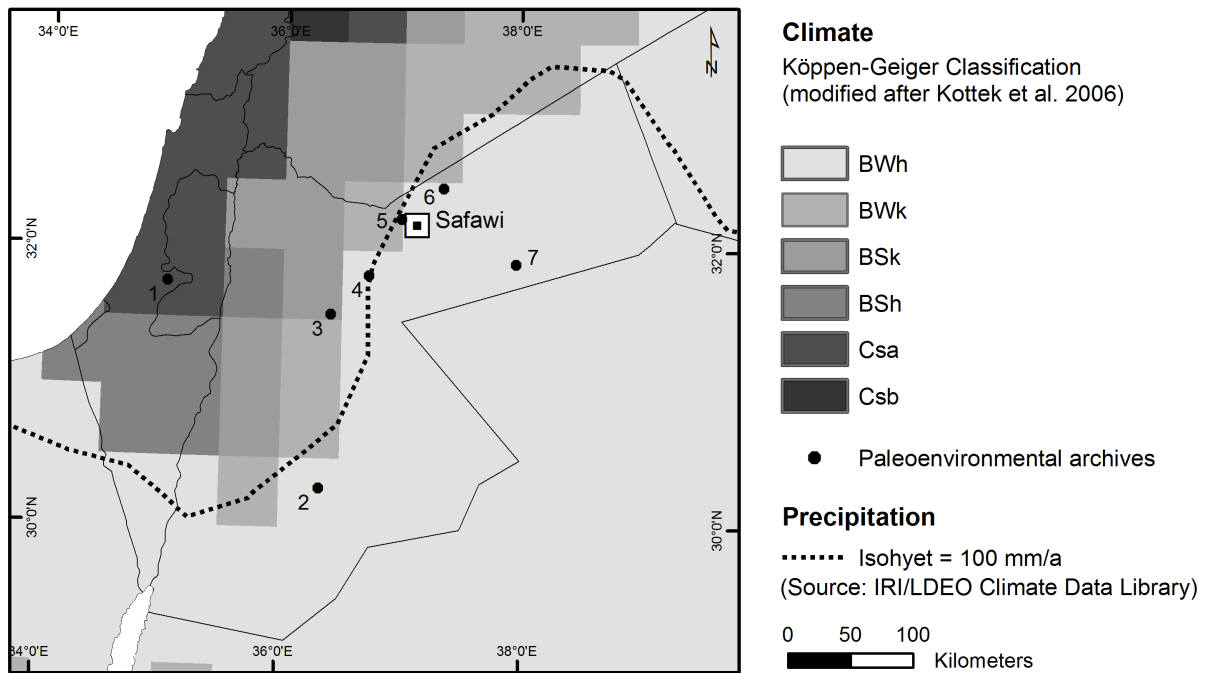 34°0'E
36°0'E
38°0'E
N
32°0'N
32°0'N
30°0'N
30°0'N
1
2
3
4
5
6
7
Safawi
34°0'E
36°0'E
38°0'E
Climate
Köppen-Geiger Classification
(modified after Kottek et al. 2006)
BWh
BWk
BSk
BSh
Csa
Csb
Paleoenvironmental archives
Precipitation
Isohyet = 100 mm/a
(Source: IRI/LDEO Climate Data Library)
0 50 100
Kilometers